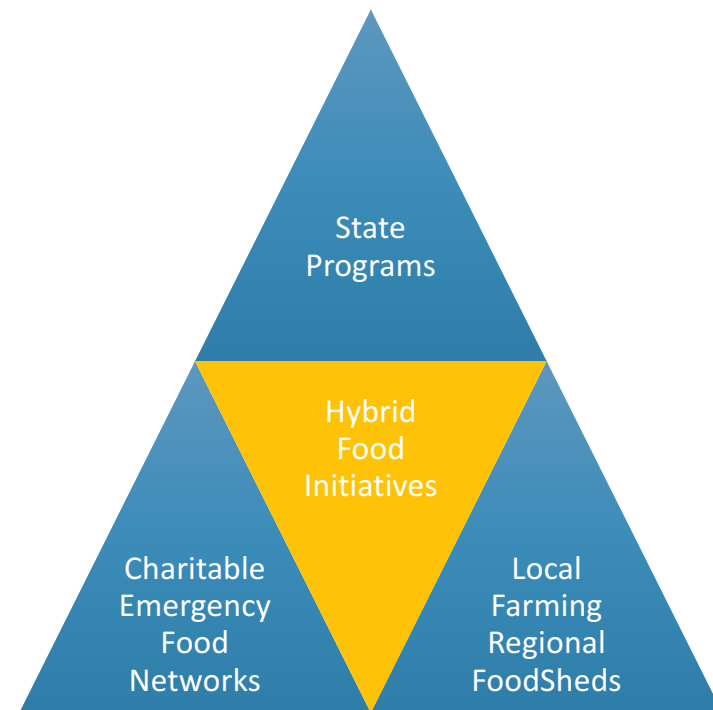 State
Programs
Hybrid
Food
Initiatives
Charitable
Emergency
Food
Networks
Local
Farming
Regional
FoodSheds